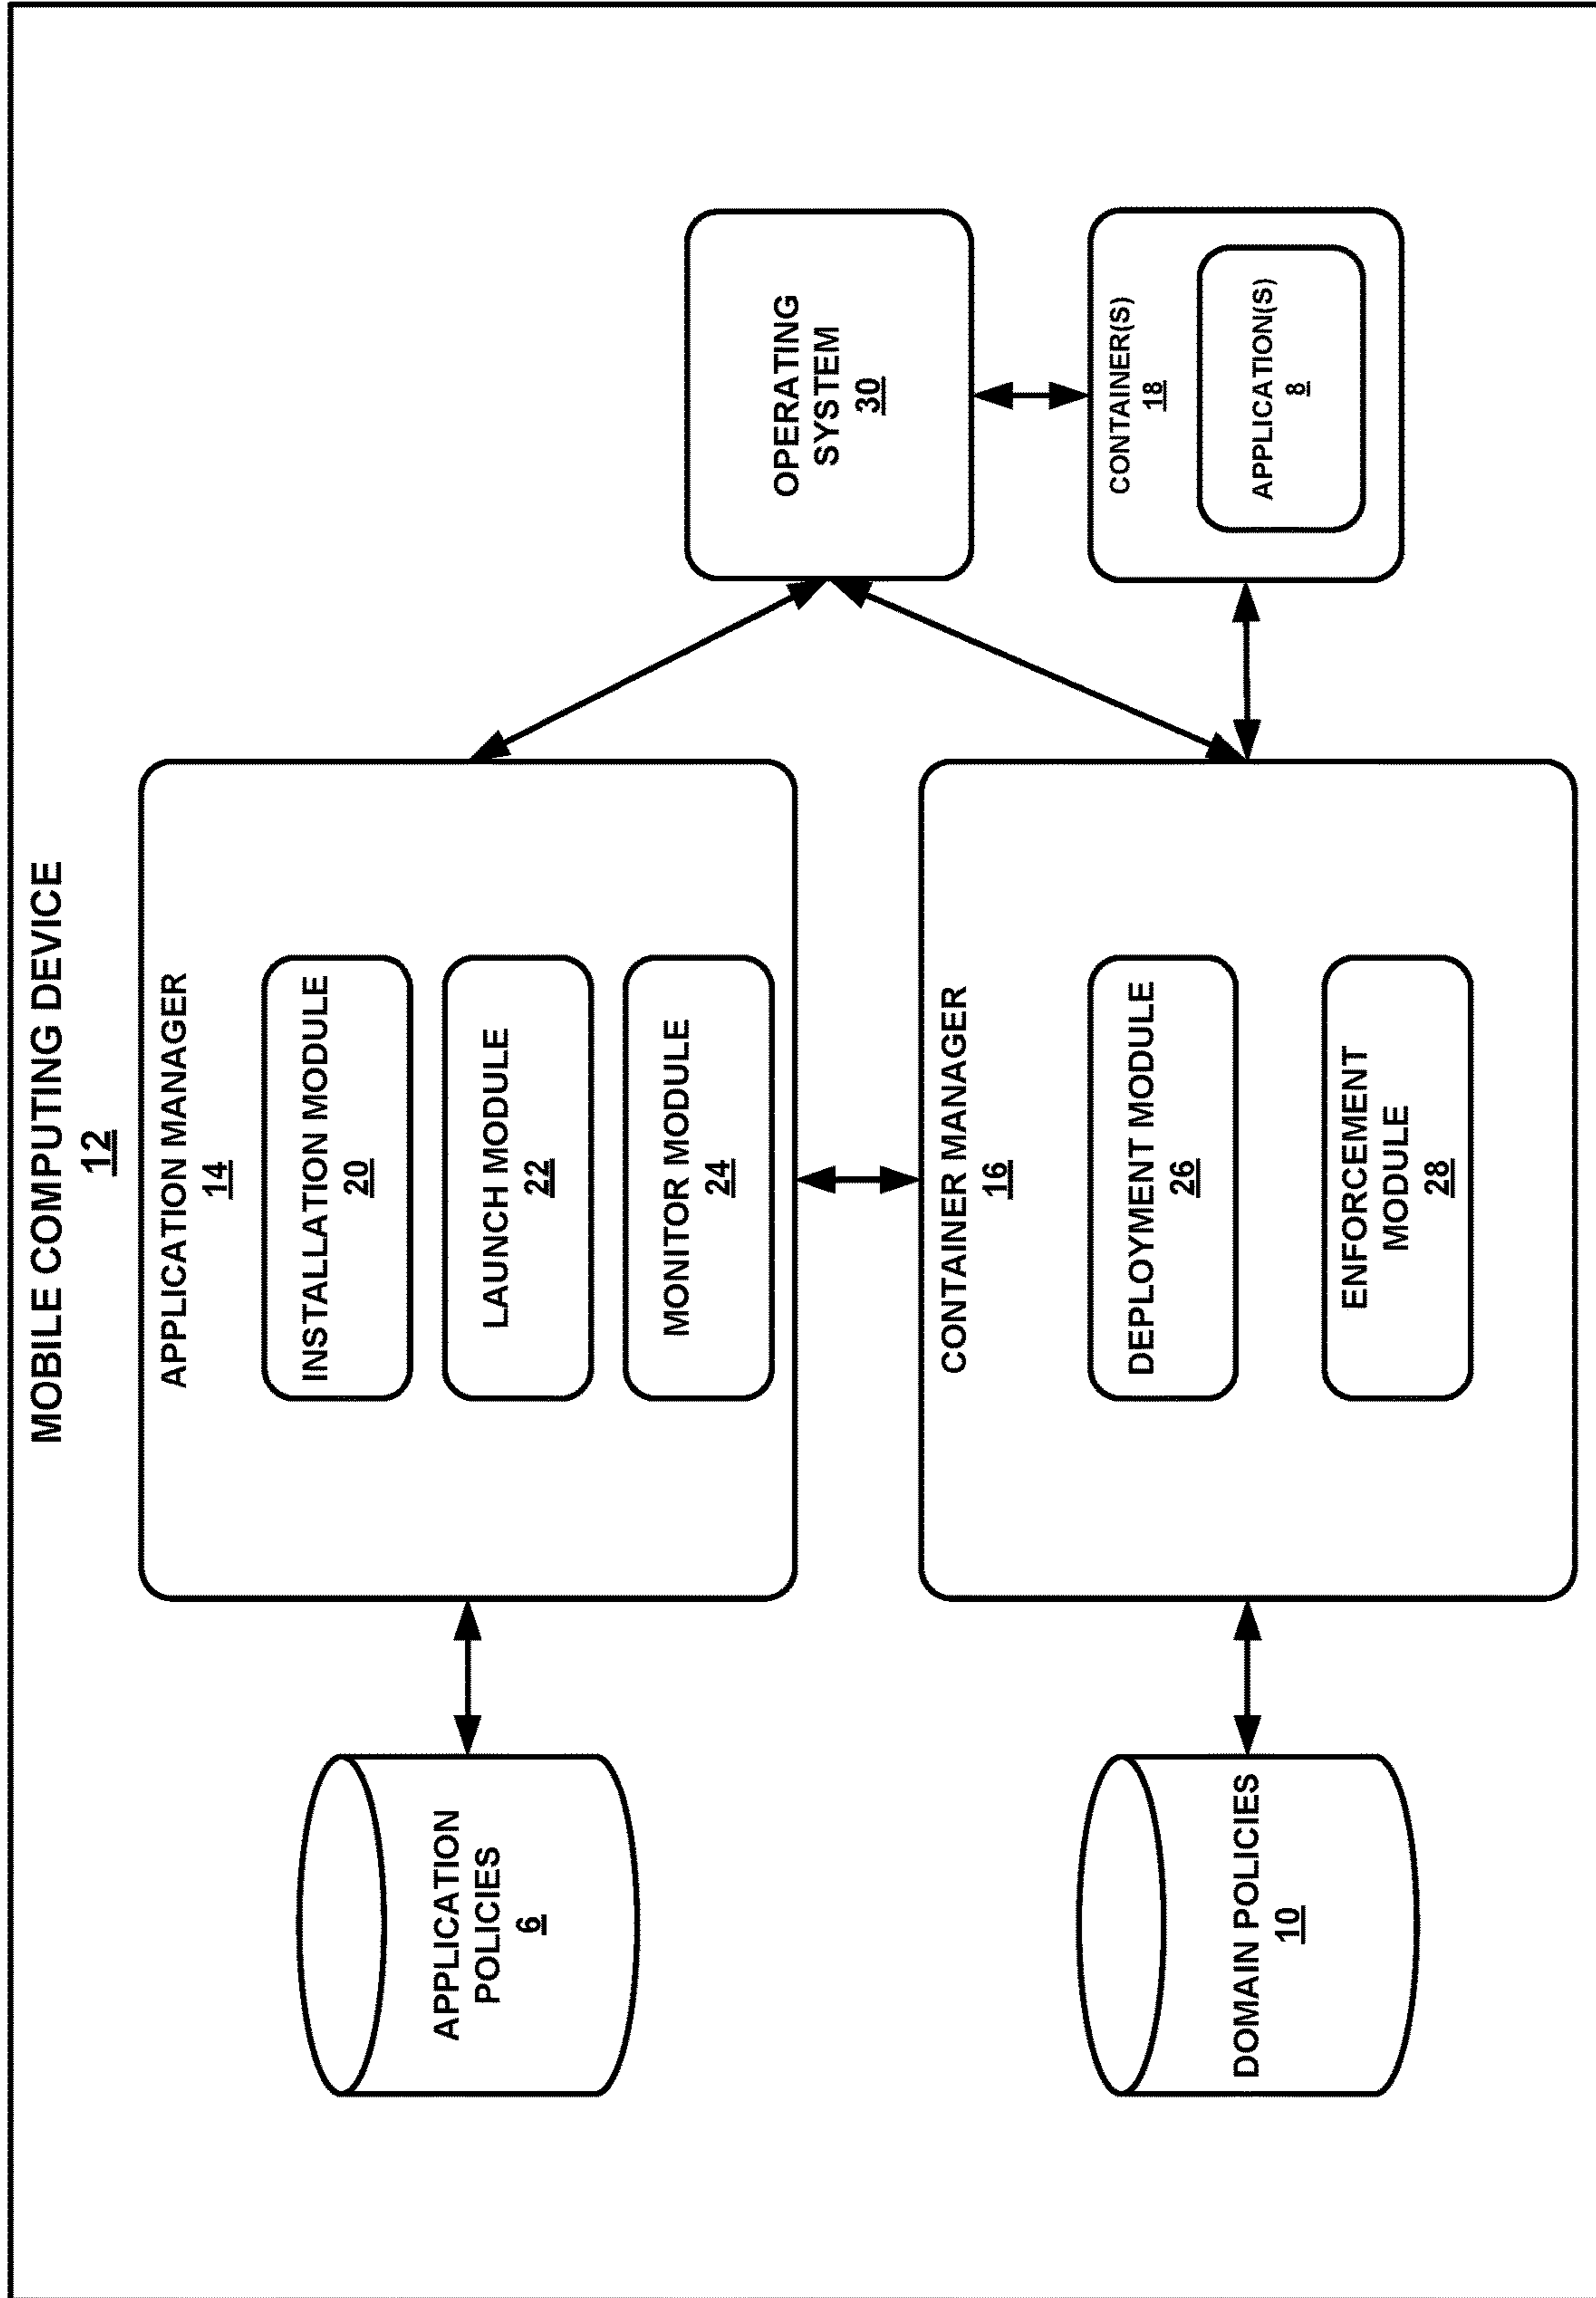 MOBILE COMPUTING DEVICE
12
APPLICATION
POLICIES
6
APPLICATION MANAGER
14
INSTALLATION MODULE
20
LAUNCH MODULE
22
MONITOR MODULE
24
OPERATING
SYSTEM
30
DOMAIN POLICIES
10
CONTAINER MANAGER
16
DEPLOYMENT MODULE
26
ENFORCEMENT
MODULE
28
CONTAINER(S)
18
APPLICATION(S)
8